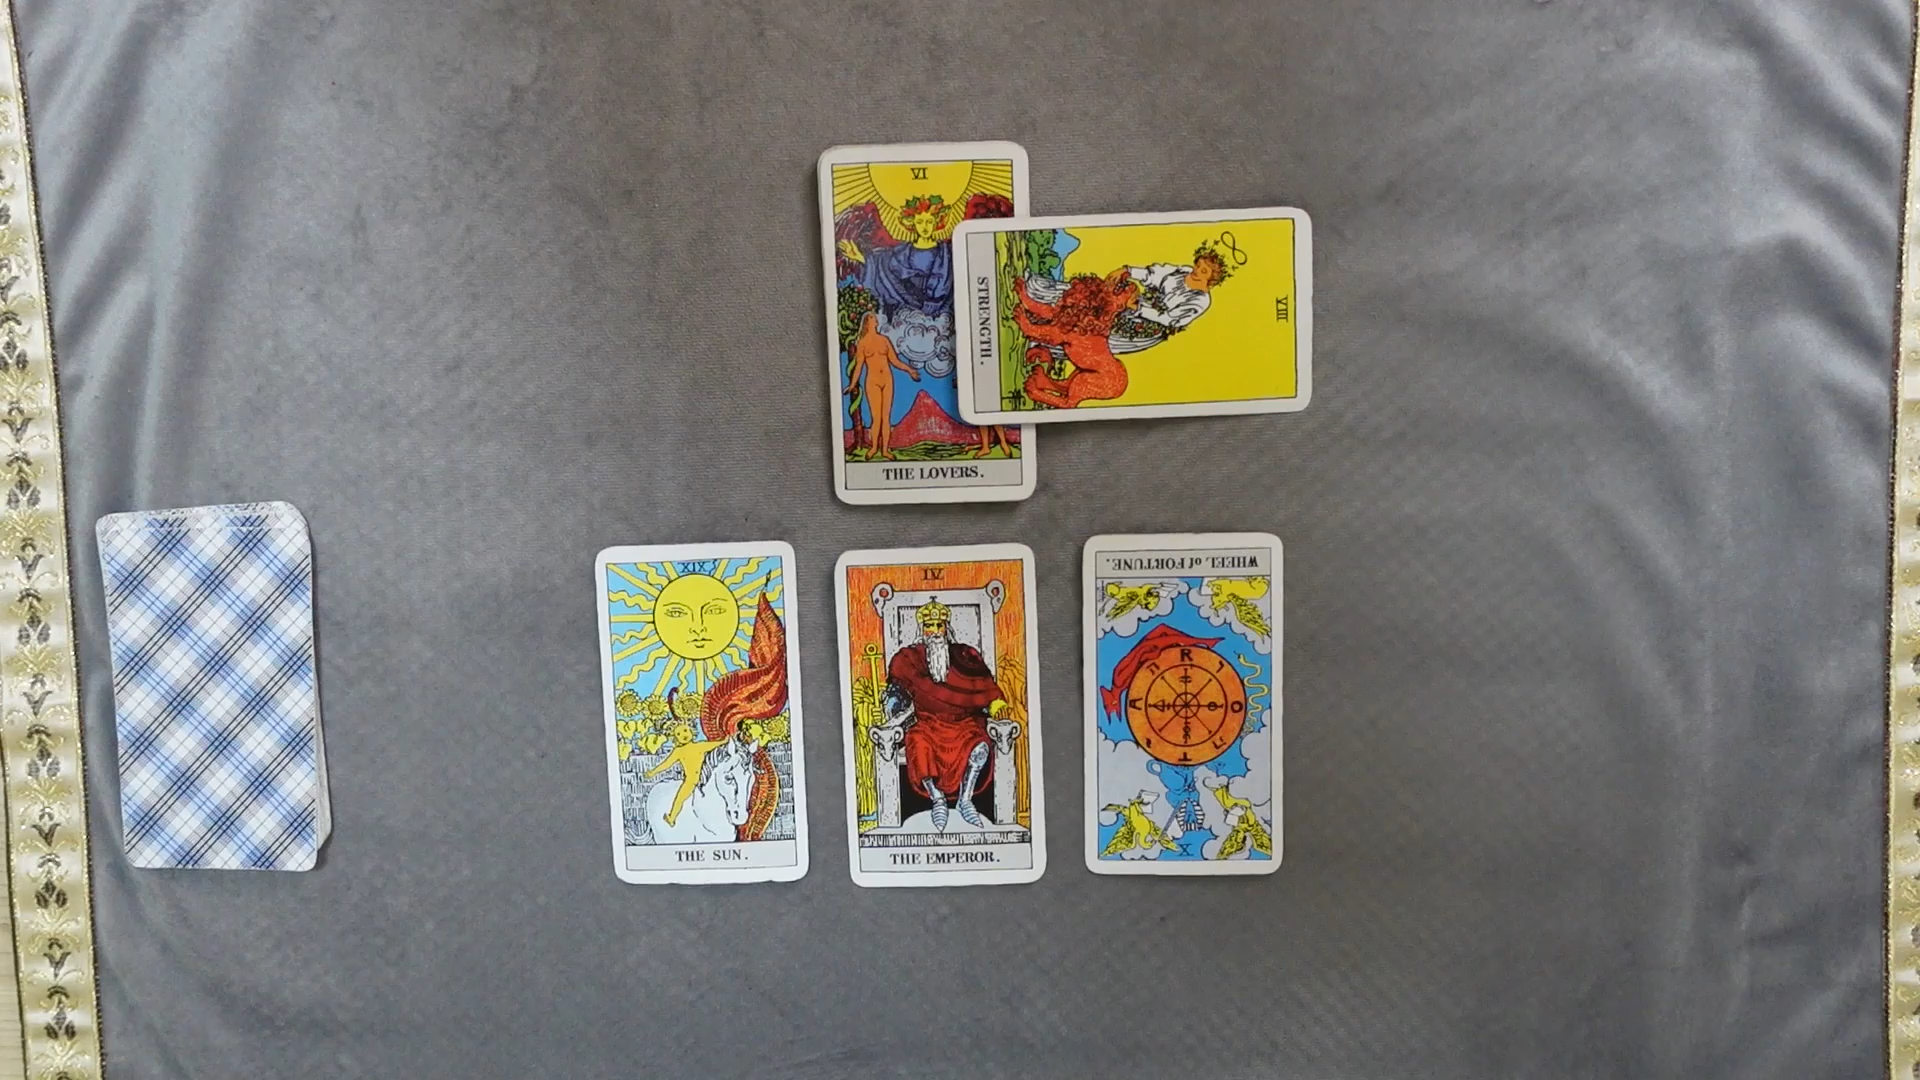 VI
THE LOVERS.
STRENGTH.
VIII
XIX
THE SUN.
IV
THE EMPEROR.
WHEEL of FORTUNE.
R
O
T
A
X